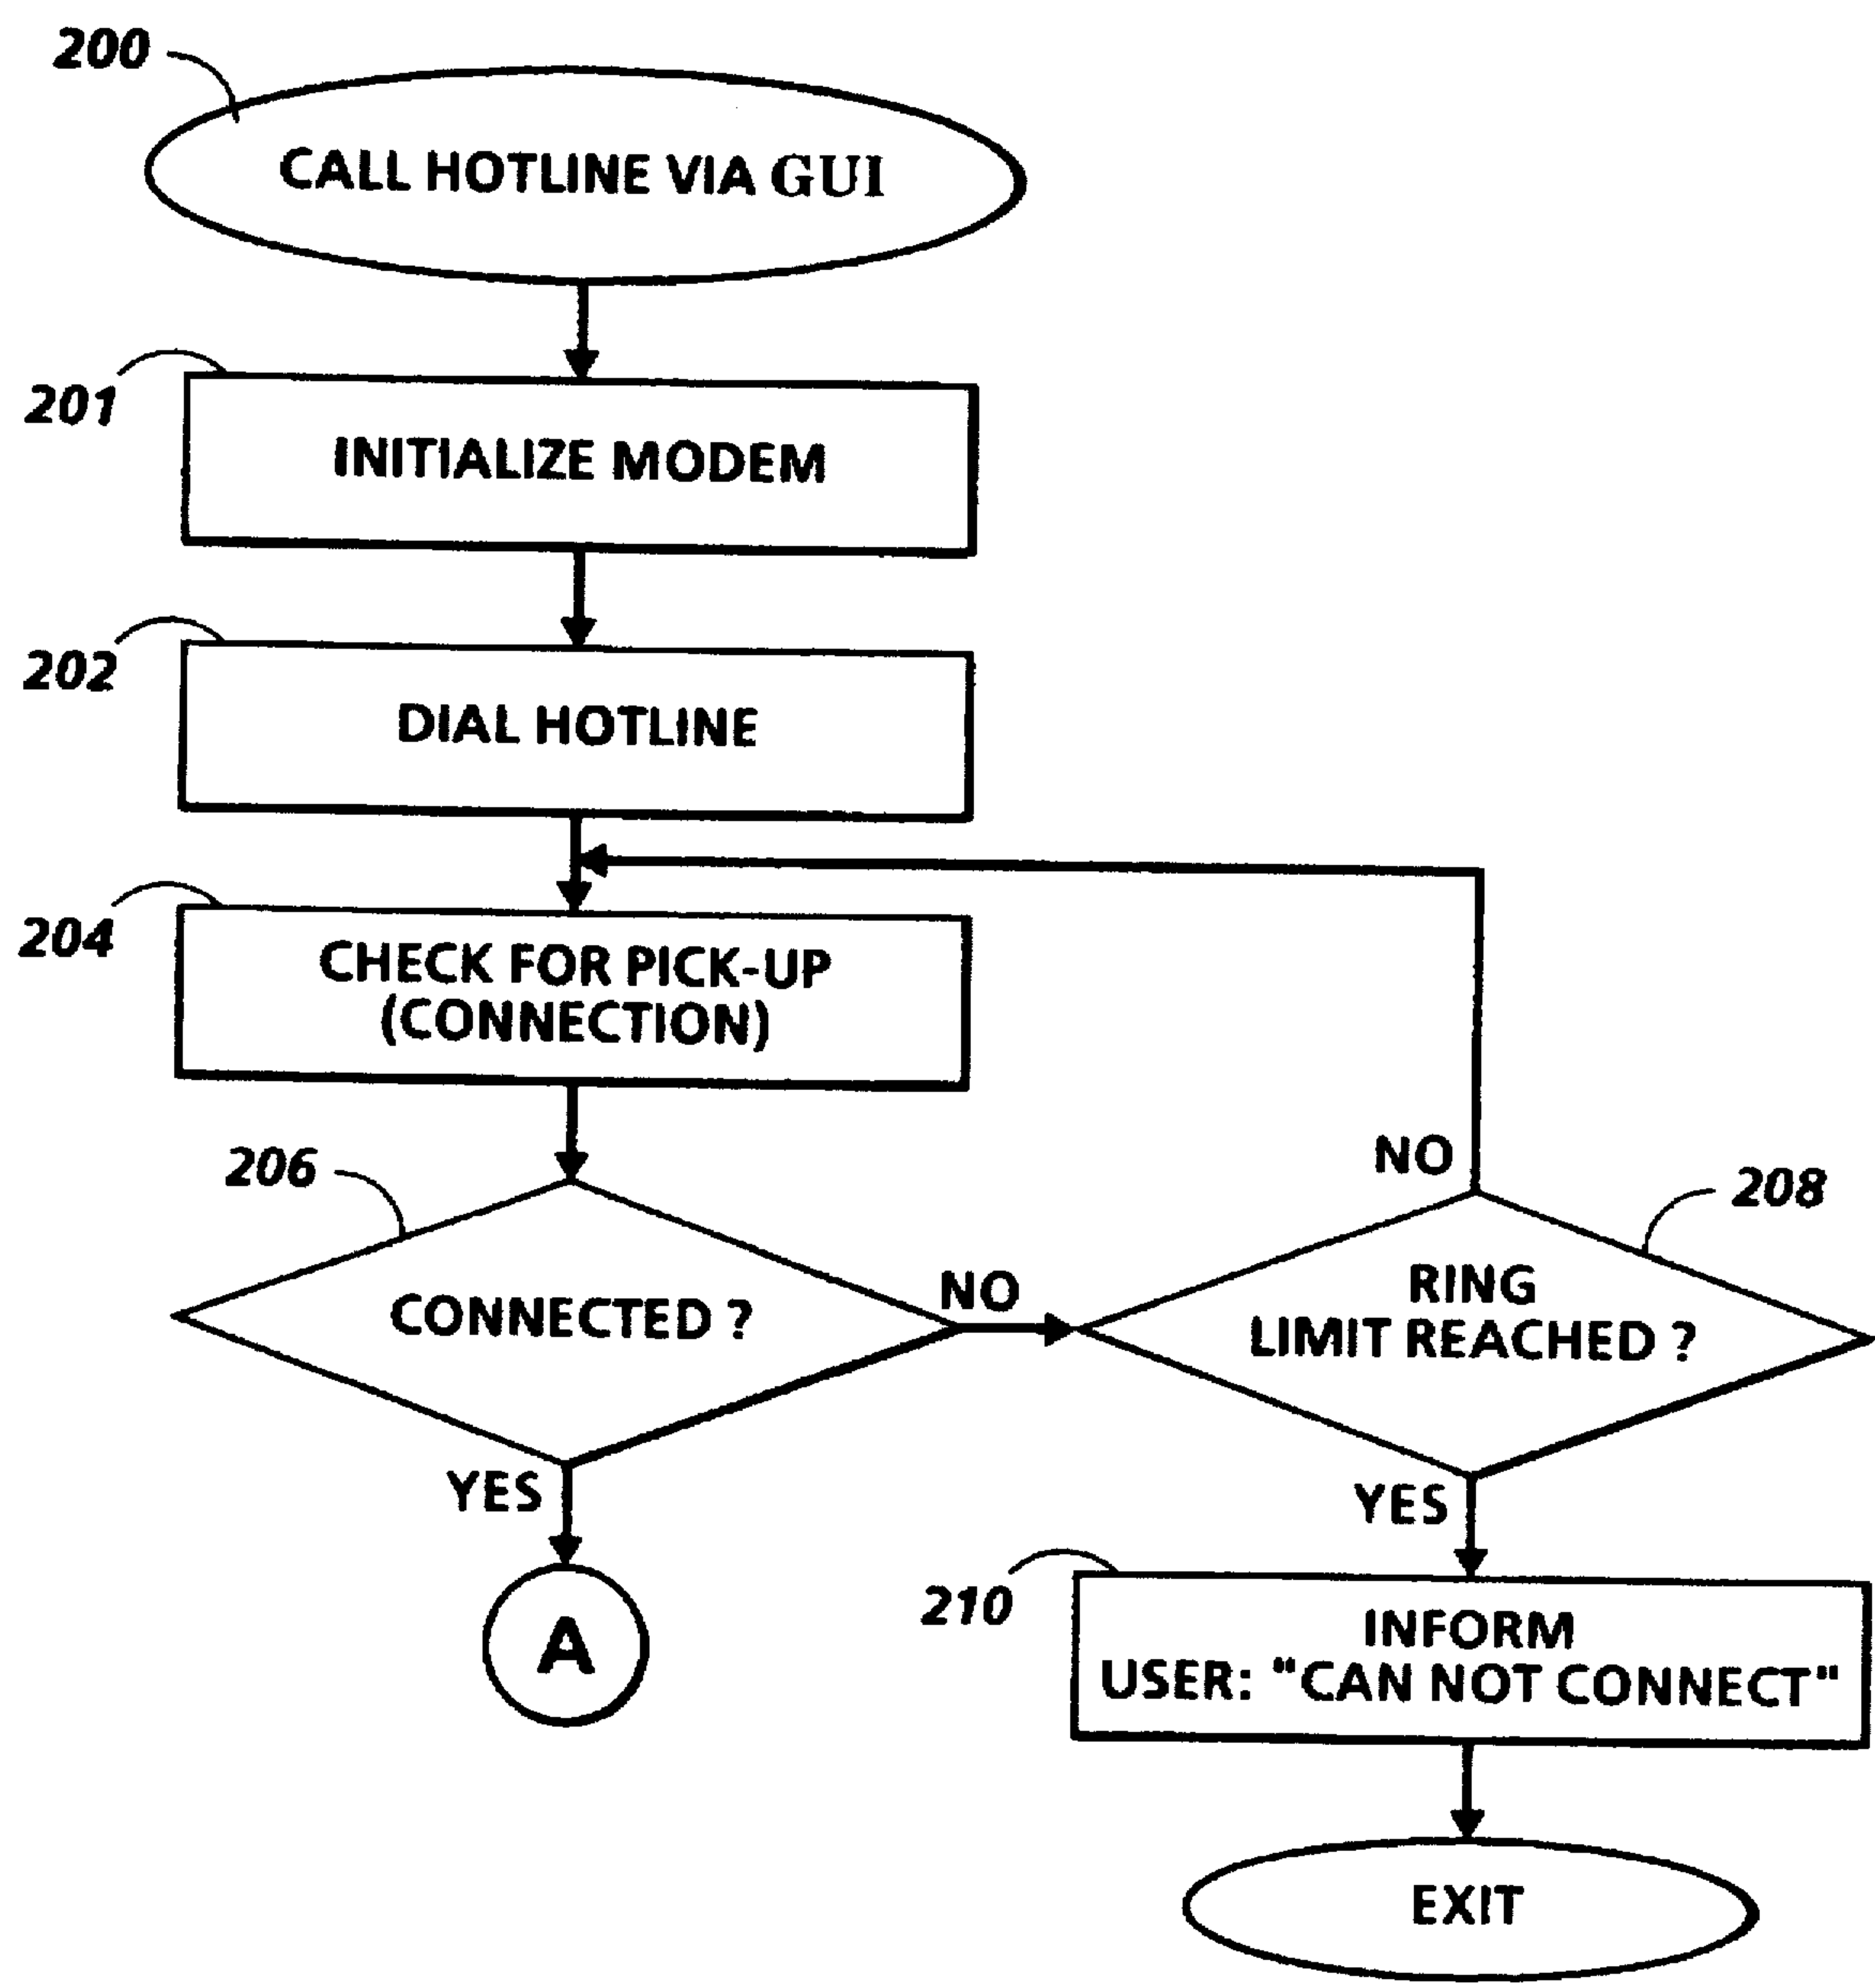 200
CALL HOTLINE VIA GUI
201
INITIALIZE MODEM
202
DIAL HOTLINE
204
CHECK FOR PICK-UP
(CONNECTION)
206
CONNECTED ?
NO
YES
A
NO
208
RING
LIMIT REACHED ?
YES
210
INFORM
USER: "CAN NOT CONNECT"
EXIT